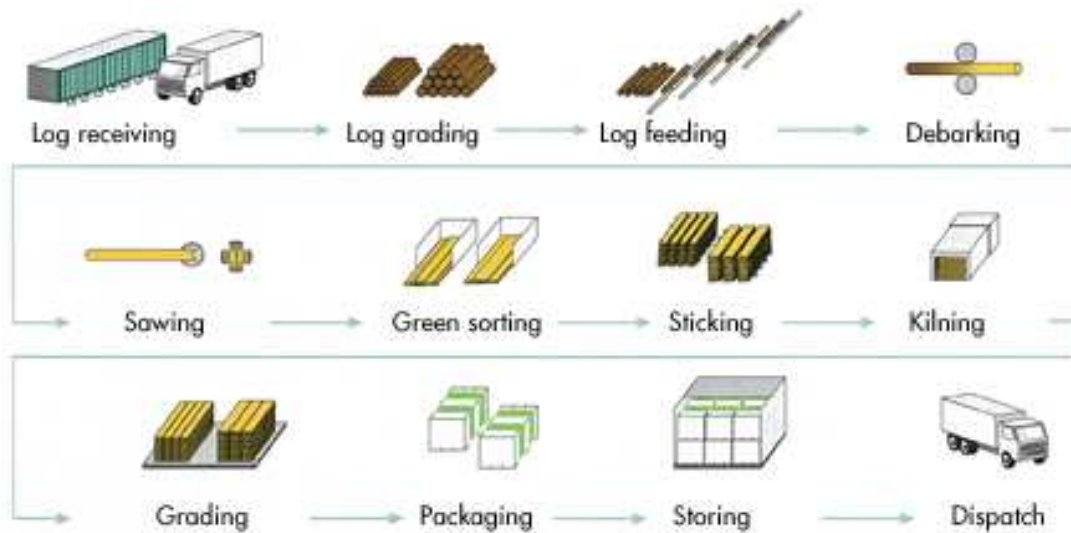 Log receiving
Log grading
Log feeding
Debarking
Sawing
Green sorting
Sticking
Kilning
Grading
Packaging
Storing
Dispatch